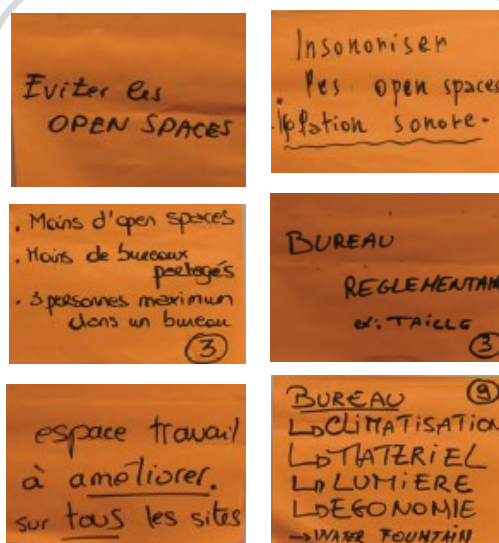 Eviter les
OPEN SPACES
Insonoriser
les open spaces
Isolation sonore.
. Moins d'open spaces
. Moins de bureaux
partagés
. 3 personnes maximum
dans un bureau
3
BUREAU
REGLEMENTAI
ex: TAILLE
3
espace travail
à améliorer.
sur tous les sites
BUREAU 9
↳CLIMATISATION
↳MATERIEL
↳LUMIERE
↳EGONOMIE
→WATER FOUNTAIN